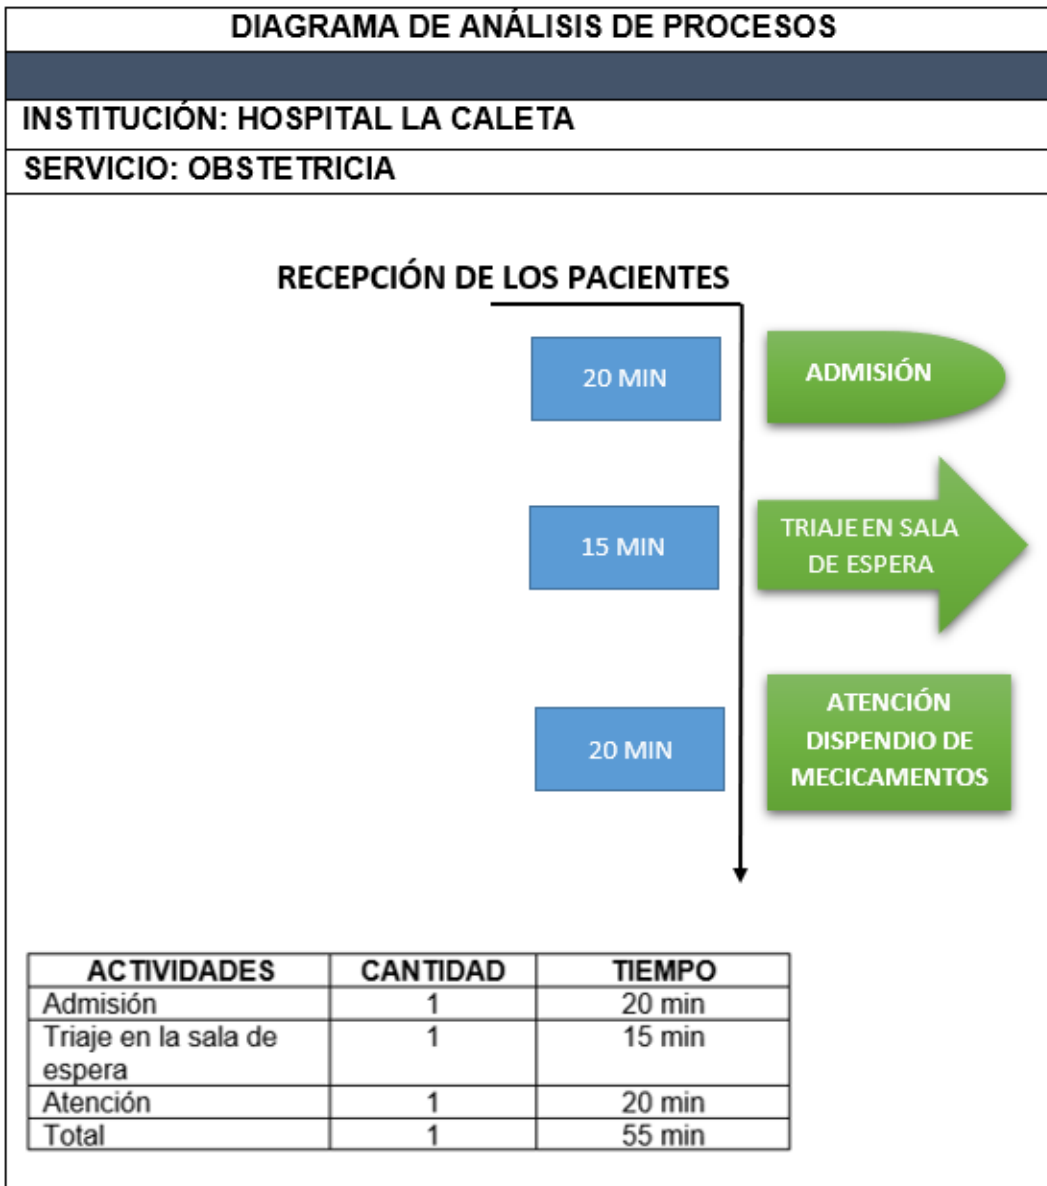 DIAGRAMA DE ANÁLISIS DE PROCESOS
INSTITUCIÓN: HOSPITAL LA CALETA
SERVICIO: OBSTETRICIA
RECEPCIÓN DE LOS PACIENTES
20 MIN
ADMISIÓN
15 MIN
TRIAJE EN SALA
DE ESPERA
20 MIN
ATENCIÓN
DISPENDIO DE
MECICAMENTOS
ACTIVIDADES CANTIDAD TIEMPO
Admisión 1 20 min
Triaje en la sala de 1 15 min
espera
Atención 1 20 min
Total 1 55 min